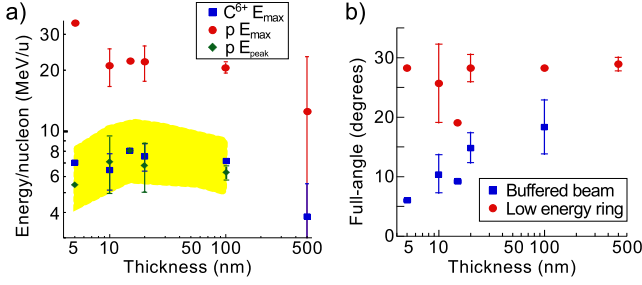 a)
C6+ Emax
p Emax
p Epeak
Energy/nucleon (MeV/u)
30
20
10
8
6
4
5 10 50 100 500
Thickness (nm)
b)
Full-angle (degrees)
30
20
10
0
Buffered beam
Low energy ring
5 10 50 100 500
Thickness (nm)